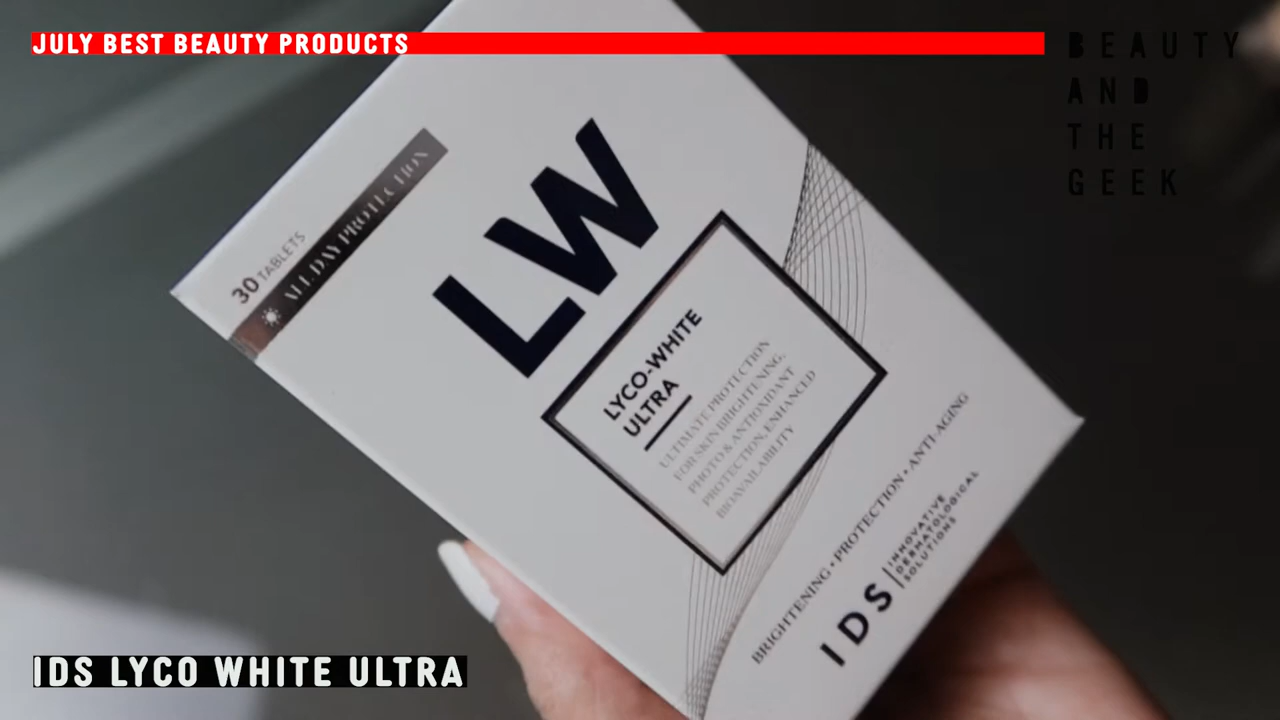 JULY BEST BEAUTY PRODUCTS
BEAUTY
AND
THE
GEEK
30 TABLETS
ALL DAY PROTECTION
LW
LYCO-WHITE
ULTRA
ULTIMATE PROTECTION
FOR SKIN BRIGHTENING,
PHOTO & ANTIOXIDANT
PROTECTION, ENHANCED
BIOAVAILABILITY
BRIGHTENING • PROTECTION • ANTI-AGING
IDS
INNOVATIVE
DERMATOLOGICAL
SOLUTIONS
IDS LYCO WHITE ULTRA